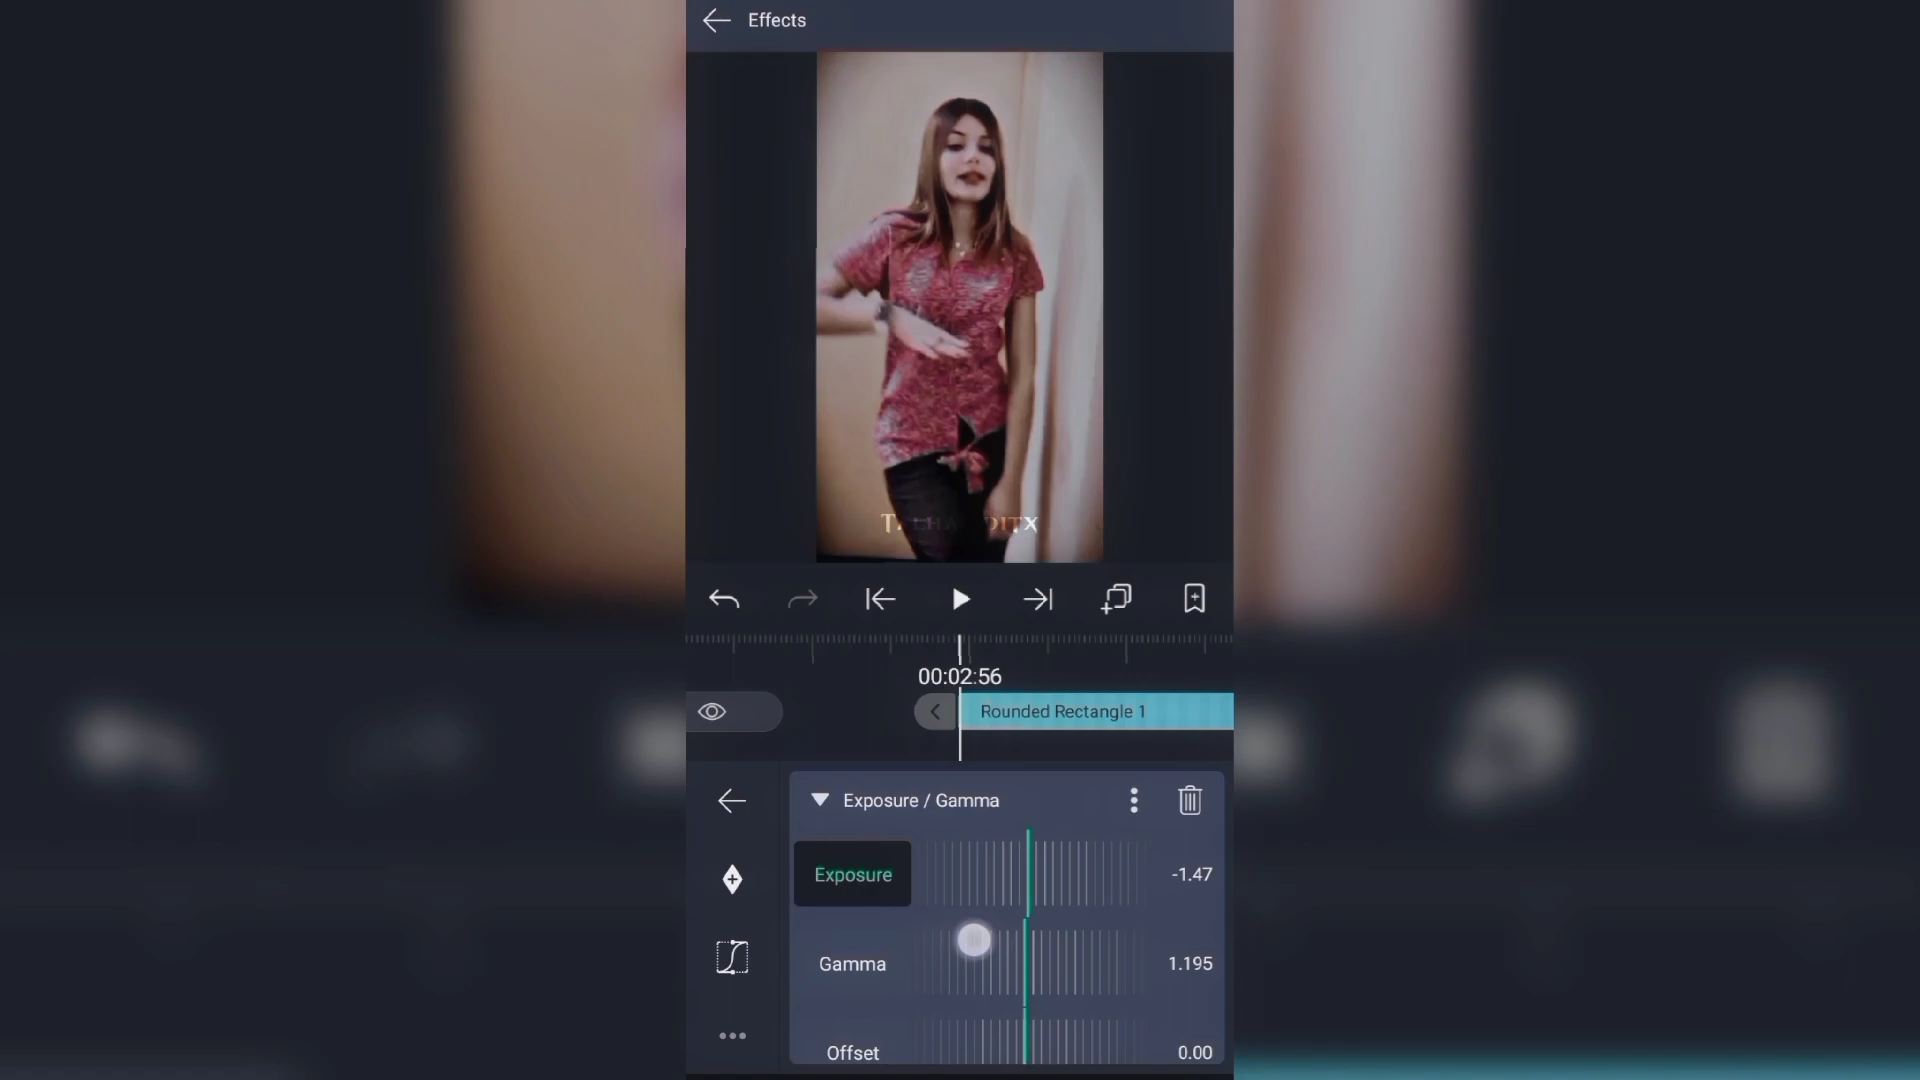 Effects
00:02:56
Rounded Rectangle 1
Exposure / Gamma
Exposure -1.47
Gamma 1.195
Offset 0.00